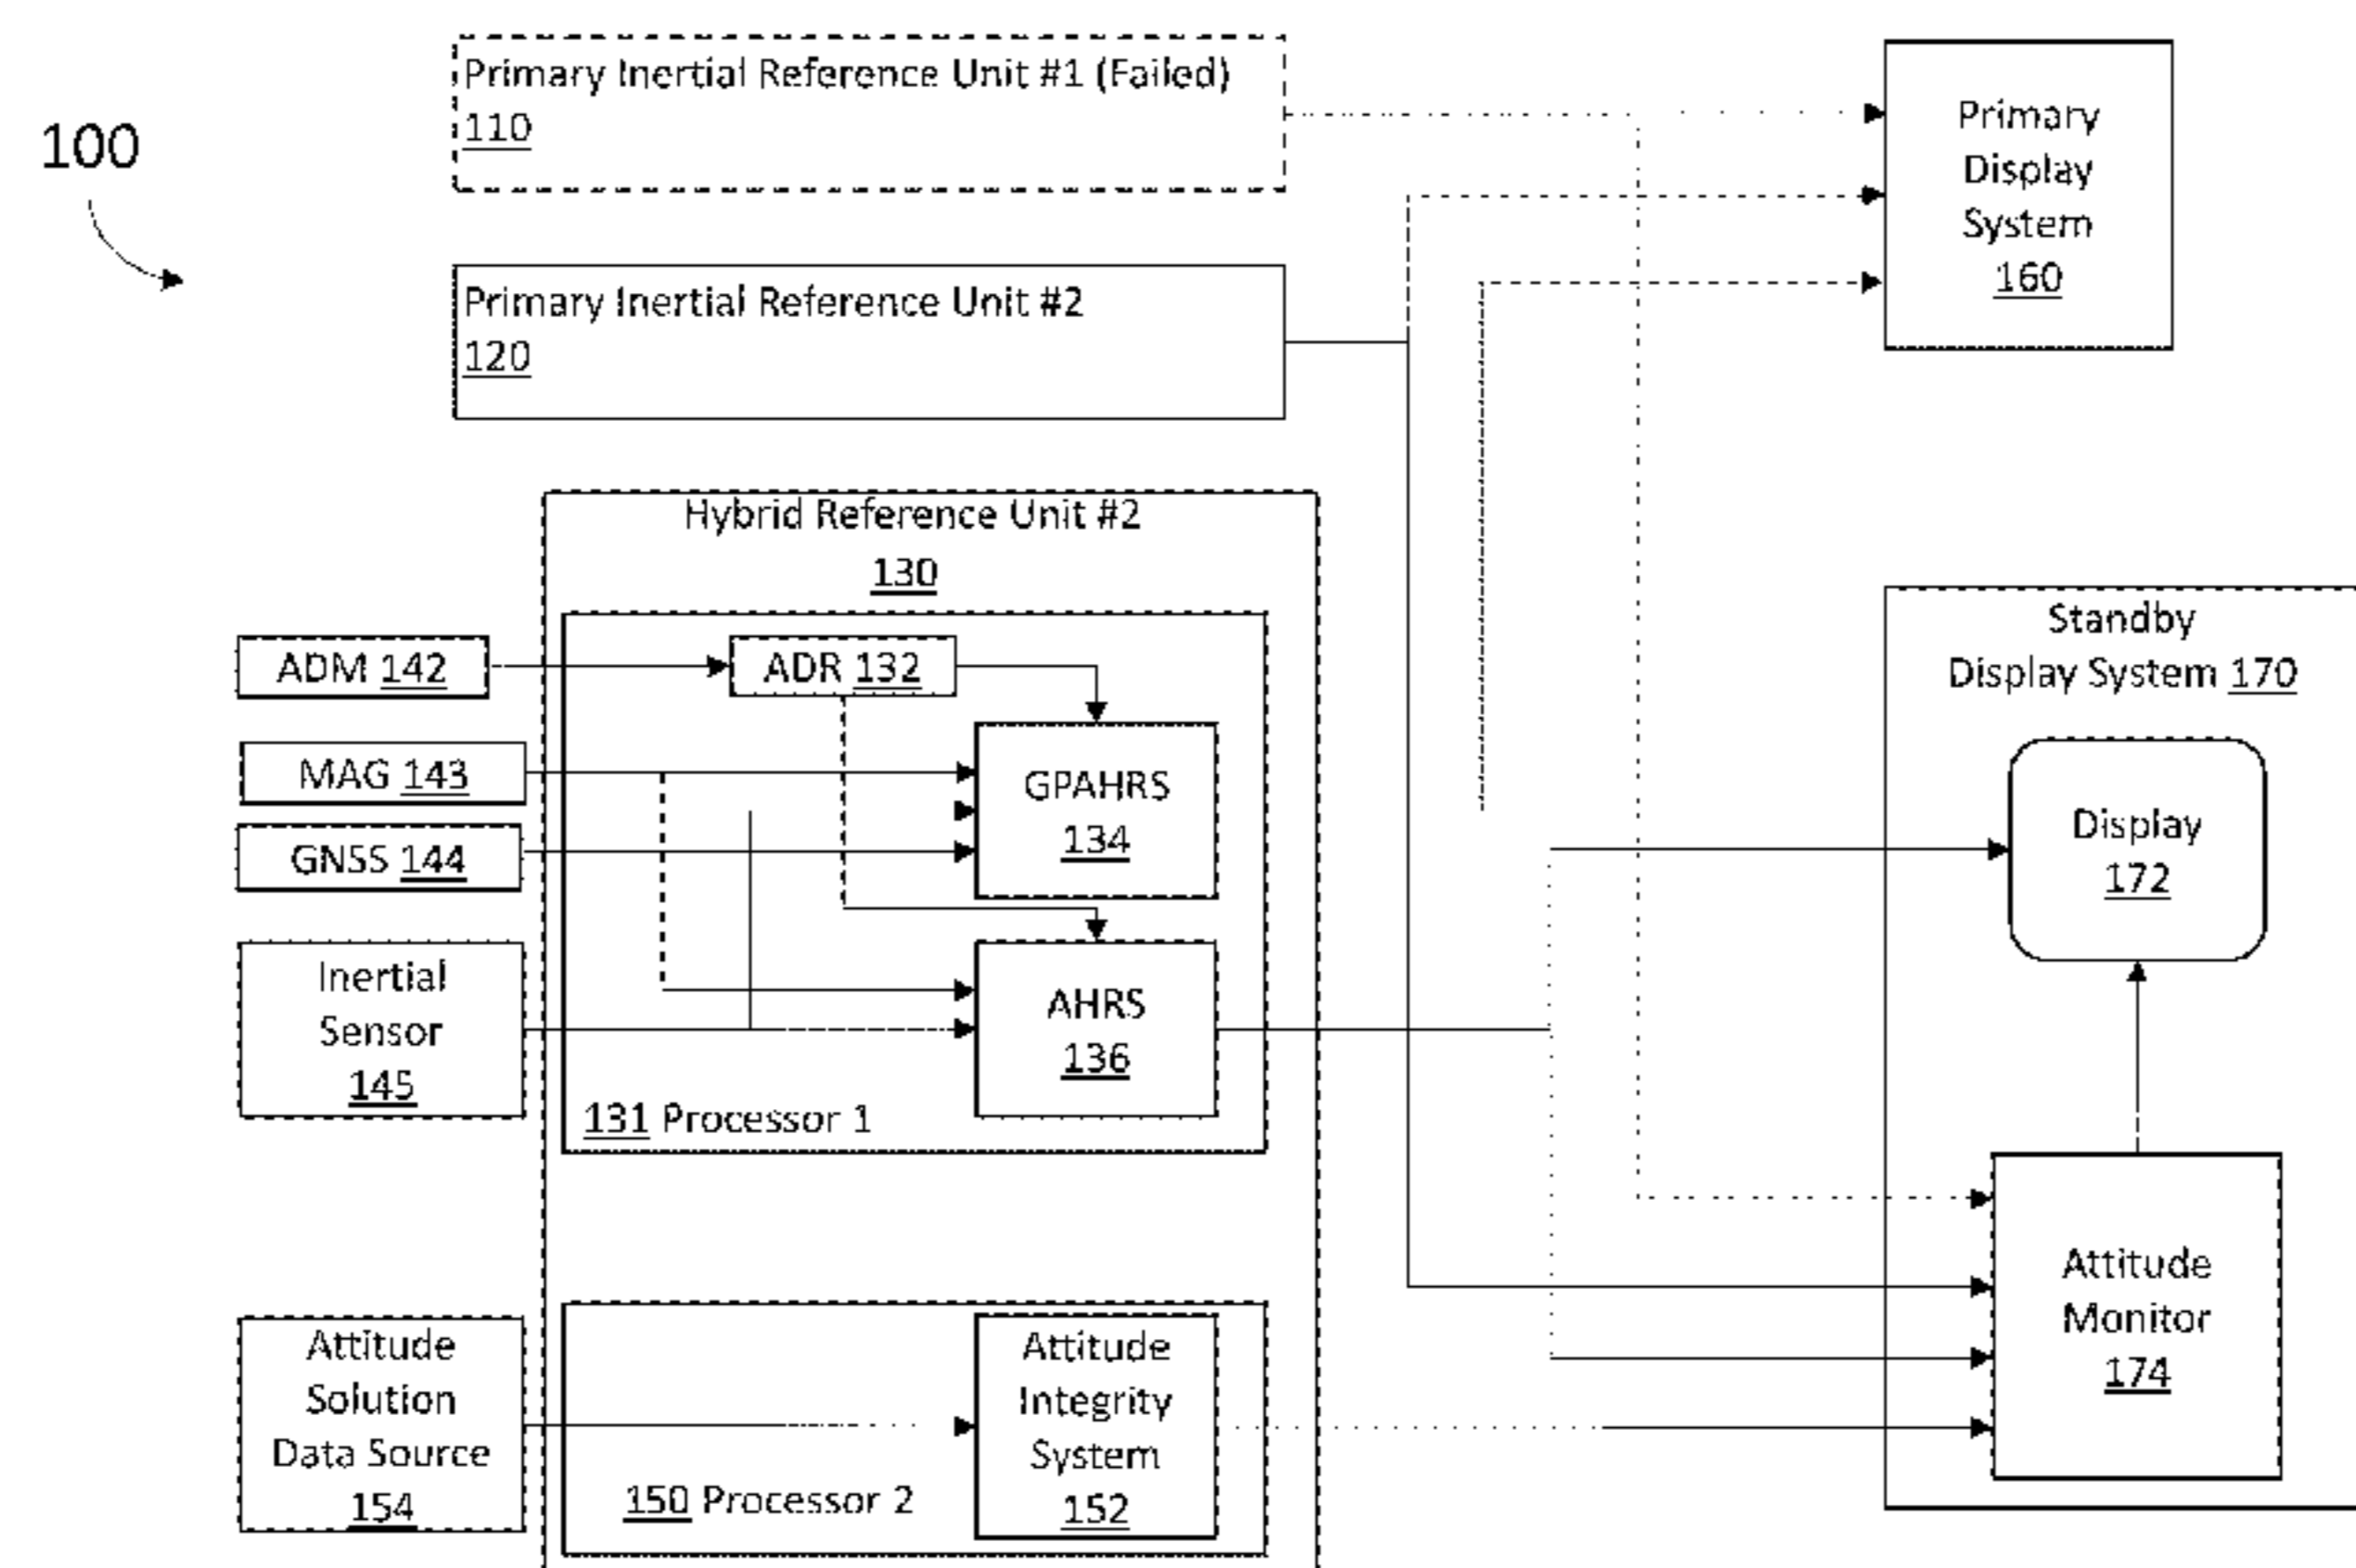 100
Primary Inertial Reference Unit #1 (Failed)
110
Primary Inertial Reference Unit #2
120
Primary
Display
System
160
Hybrid Reference Unit #2
130
ADM 142
ADR 132
MAG 143
GNSS 144
GPAHRS
134
Inertial
Sensor
145
AHRS
136
131 Processor 1
Attitude
Solution
Data Source
154
Attitude
Integrity
System
152
150 Processor 2
Standby
Display System 170
Display
172
Attitude
Monitor
174